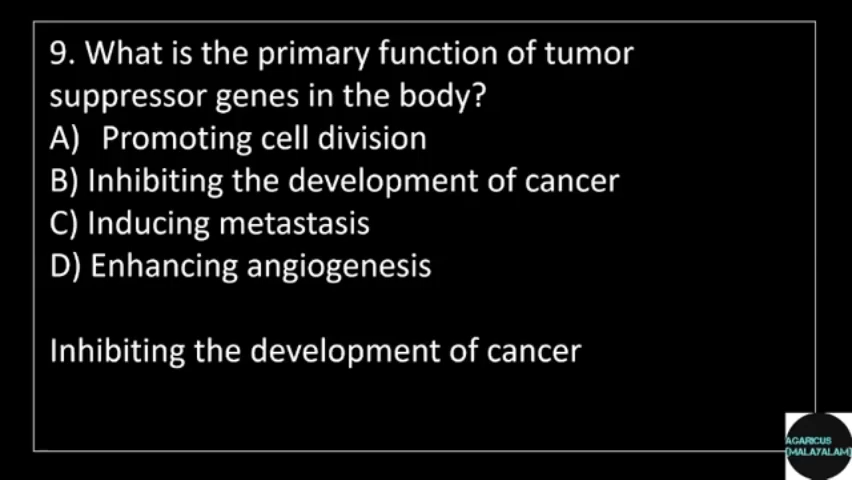 9. What is the primary function of tumor
suppressor genes in the body?
A) Promoting cell division
B) Inhibiting the development of cancer
C) Inducing metastasis
D) Enhancing angiogenesis
Inhibiting the development of cancer
AGARICUS
(MALAYALAM)